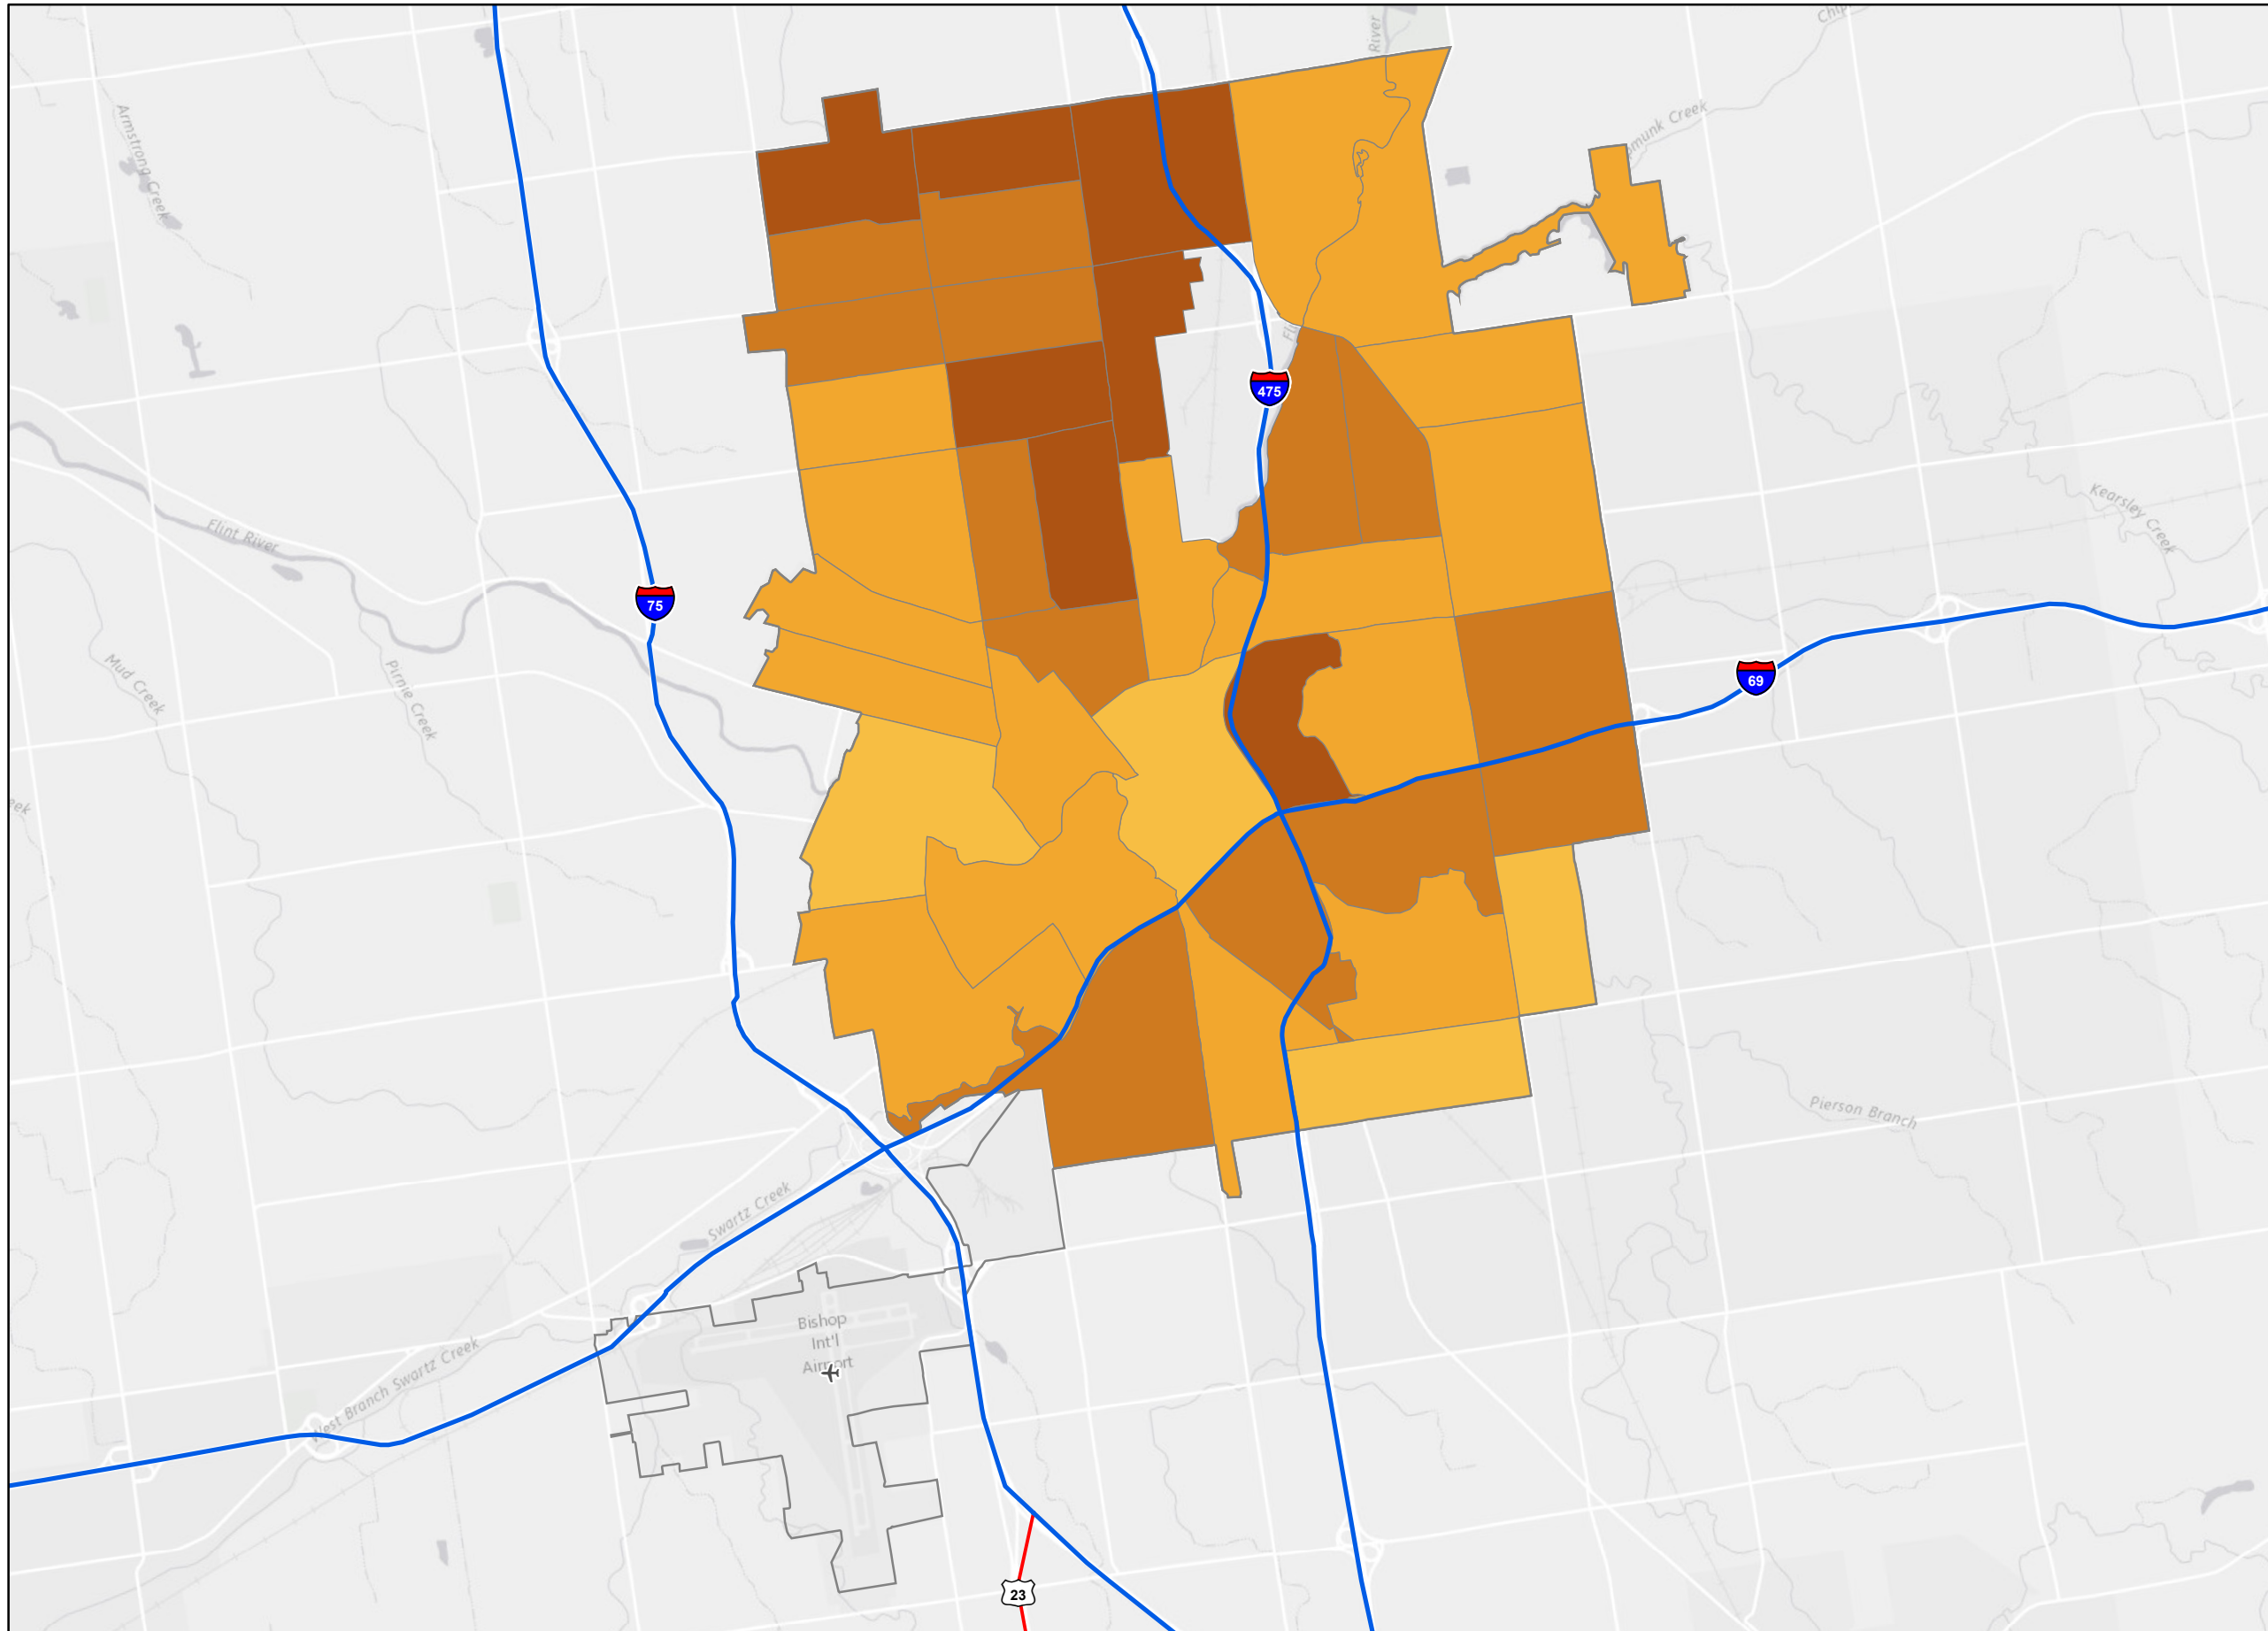 River
Armstrong Creek
475
Kearsley Creek
Flint River
75
Mud Creek
Pirnie Creek
69
Pierson Branch
Swartz Creek
Bishop
Int'l
Airport
West Branch Swartz Creek
23